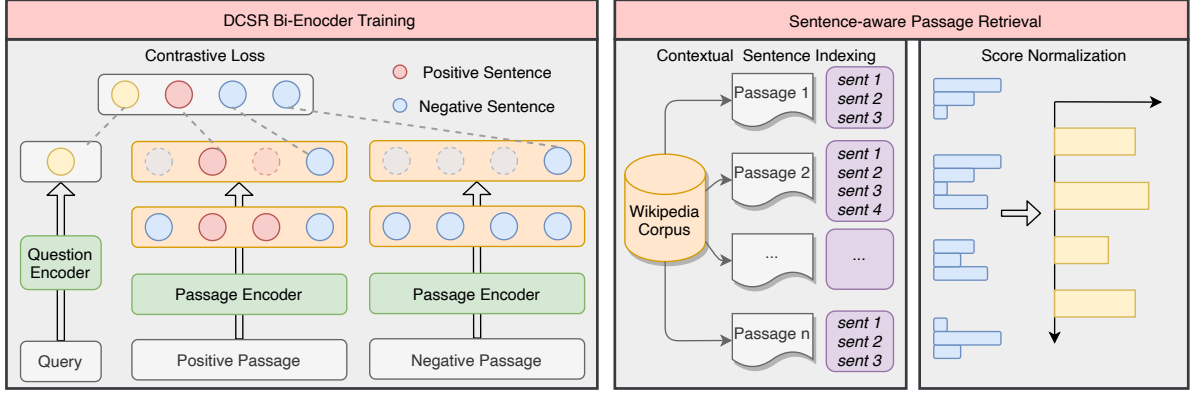 DCSR Bi-Enocder Training
Contrastive Loss
Positive Sentence
Negative Sentence
Question
Encoder
Passage Encoder
Passage Encoder
Query
Positive Passage
Negative Passage
Sentence-aware Passage Retrieval
Contextual Sentence Indexing
Wikipedia
Corpus
Passage 1
sent 1
sent 2
sent 3
Passage 2
sent 1
sent 2
sent 3
sent 4
...
...
Passage n
sent 1
sent 2
sent 3
Score Normalization